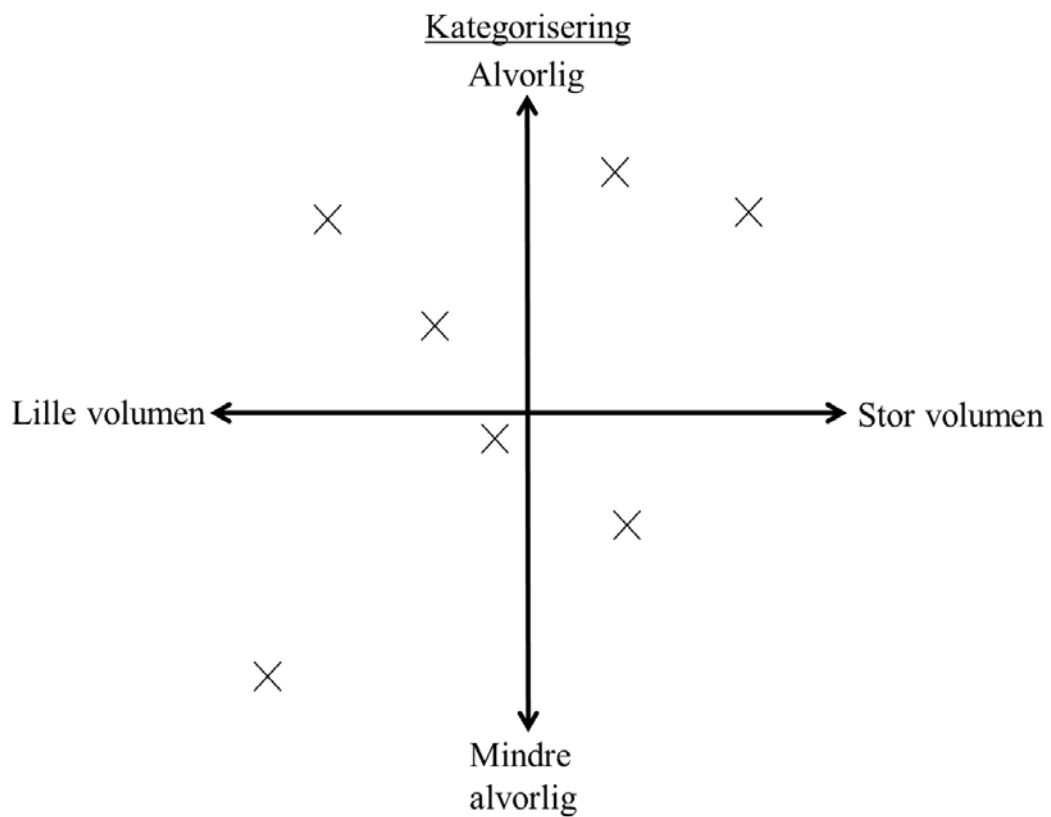 Kategorisering
Alvorlig
Lille volumen
Stor volumen
Mindre
alvorlig